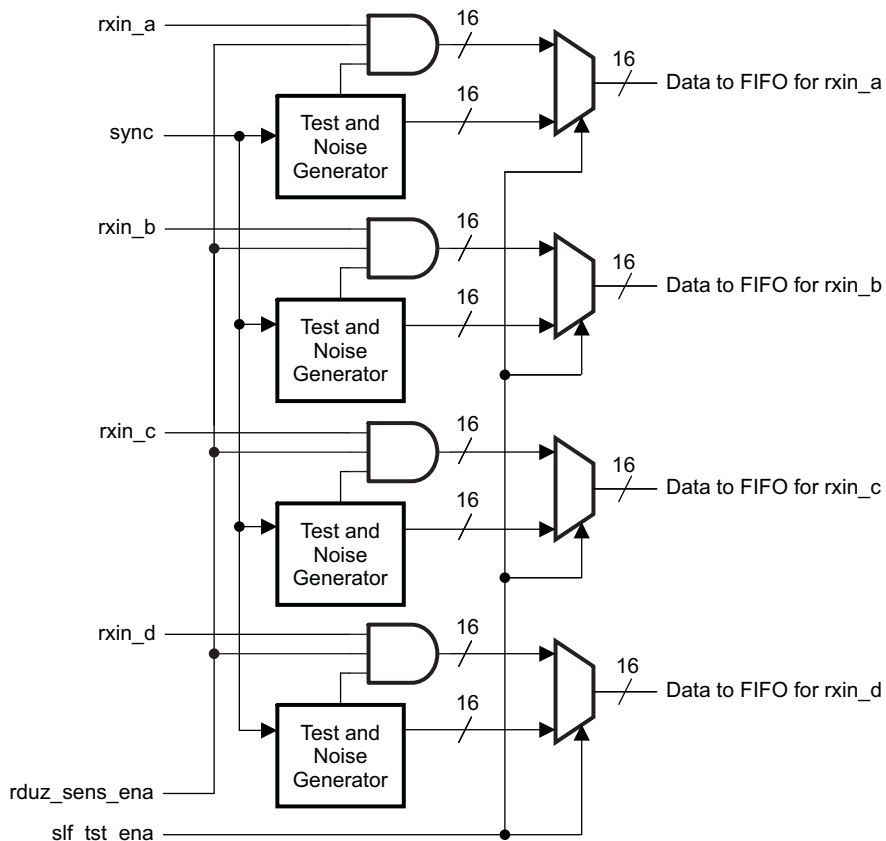 rxin_a
16
16
16
Data to FIFO for rxin_a
sync
Test and
Noise
Generator
rxin_b
16
16
16
Data to FIFO for rxin_b
Test and
Noise
Generator
rxin_c
16
16
16
Data to FIFO for rxin_c
Test and
Noise
Generator
rxin_d
16
16
16
Data to FIFO for rxin_d
Test and
Noise
Generator
rduz_sens_ena
slf_tst_ena